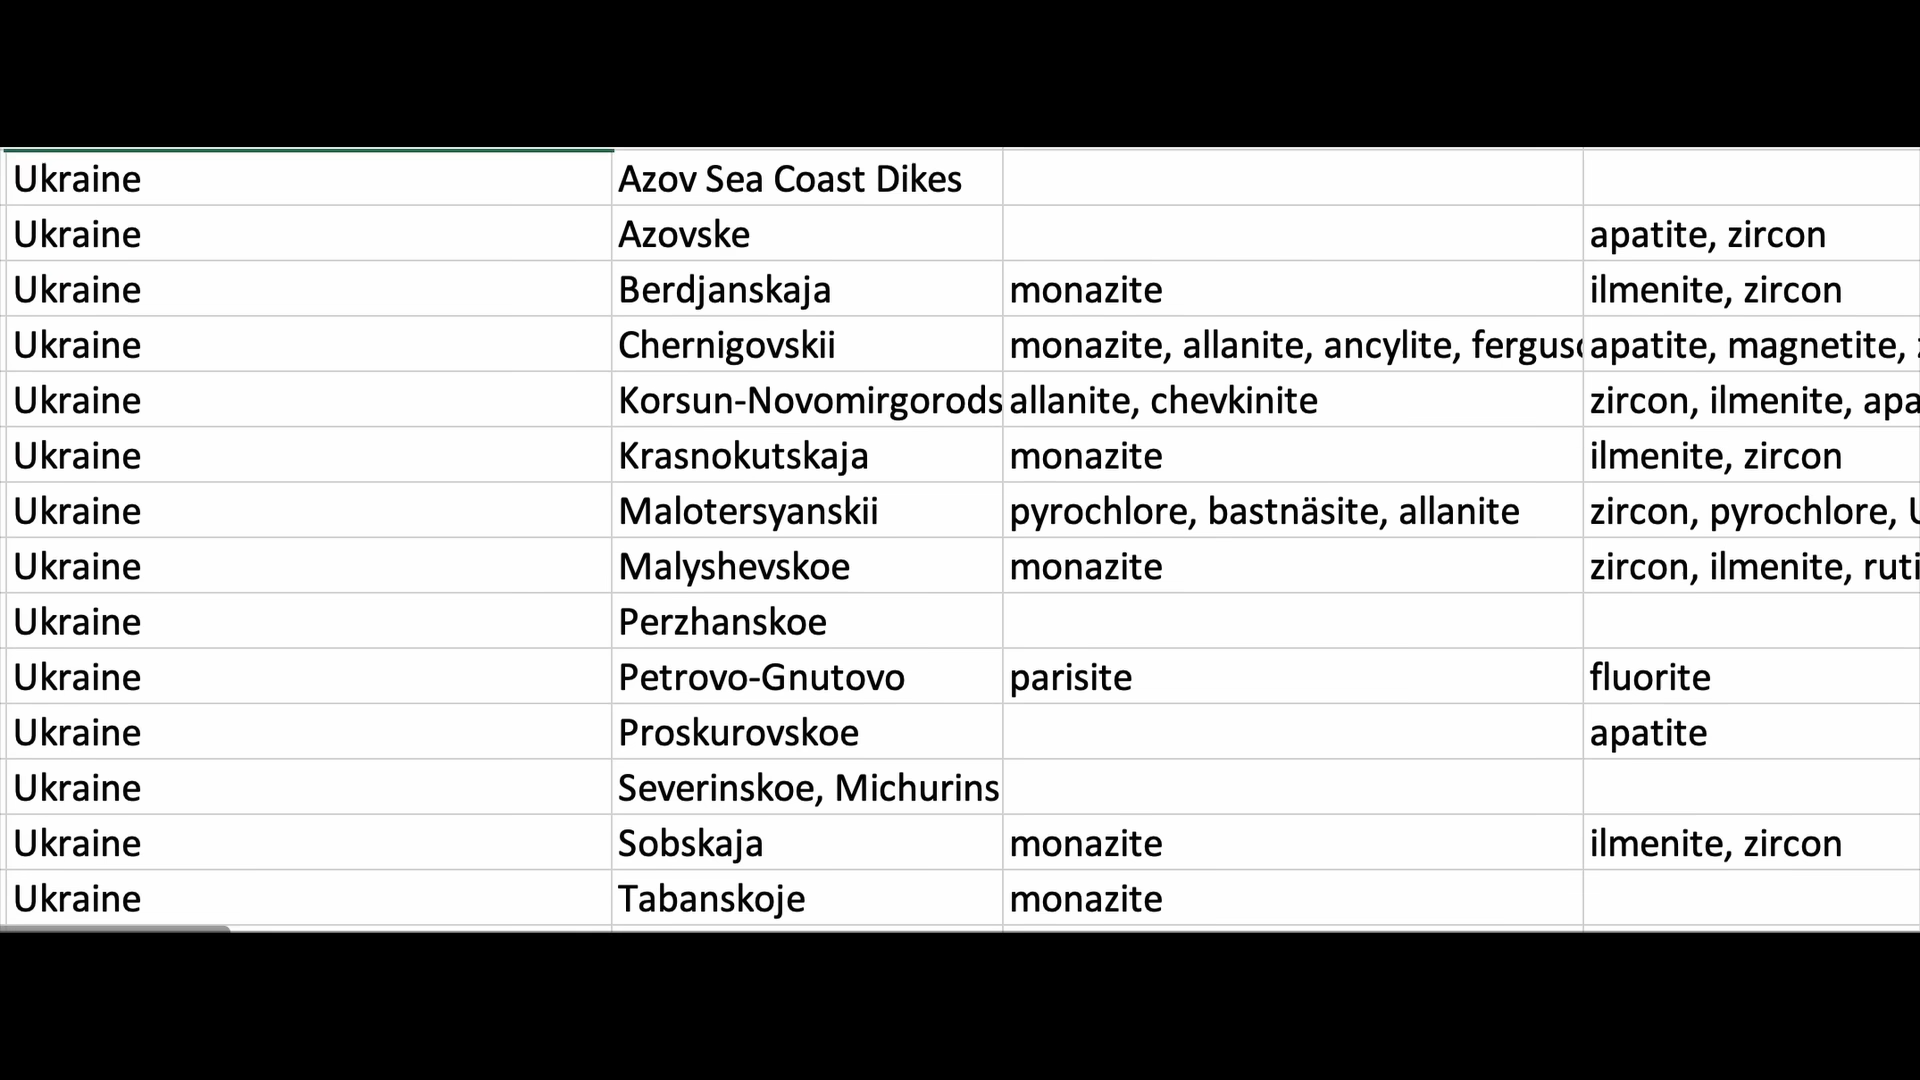 Ukraine Azov Sea Coast Dikes
Ukraine Azovske apatite, zircon
Ukraine Berdjanskaja monazite ilmenite, zircon
Ukraine Chernigovskii monazite, allanite, ancylite, apatite, magnetite,
Ukraine Korsun-Novomirgorods allanite, chevkinite zircon, ilmenite, apa
Ukraine Krasnokutskaja monazite ilmenite, zircon
Ukraine Malotersyanskii pyrochlore, bastnäsite, allanite zircon, pyrochlore,
Ukraine Malyshevskoe monazite zircon, ilmenite, ruti
Ukraine Perzhanskoe
Ukraine Petrovo-Gnutovo parisite fluorite
Ukraine Proskurovskoe apatite
Ukraine Severinskoe, Michurins
Ukraine Sobskaja monazite ilmenite, zircon
Ukraine Tabanskoje monazite